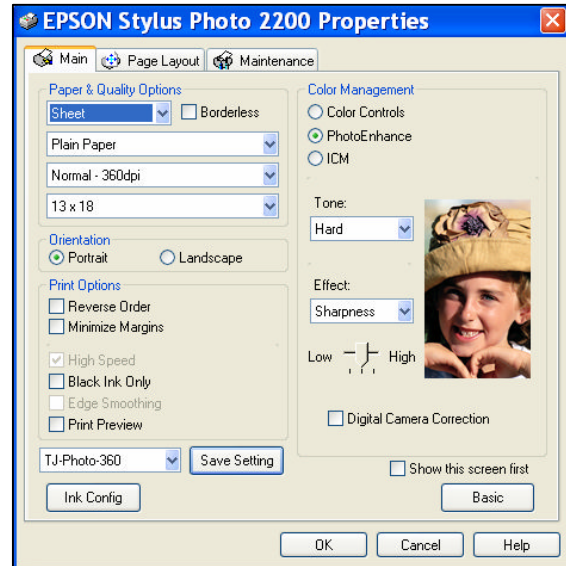 EPSON Stylus Photo 2200 Properties
Main
Page Layout
Maintenance
Paper & Quality Options
Sheet
Borderless
Plain Paper
Normal - 360dpi
13 x 18
Orientation
Portrait
Landscape
Print Options
Reverse Order
Minimize Margins
High Speed
Black Ink Only
Edge Smoothing
Print Preview
TJ-Photo-360
Save Setting
Ink Config
Color Management
Color Controls
PhotoEnhance
ICM
Tone:
Hard
Effect:
Sharpness
Low
High
Digital Camera Correction
Show this screen first
Basic
OK
Cancel
Help